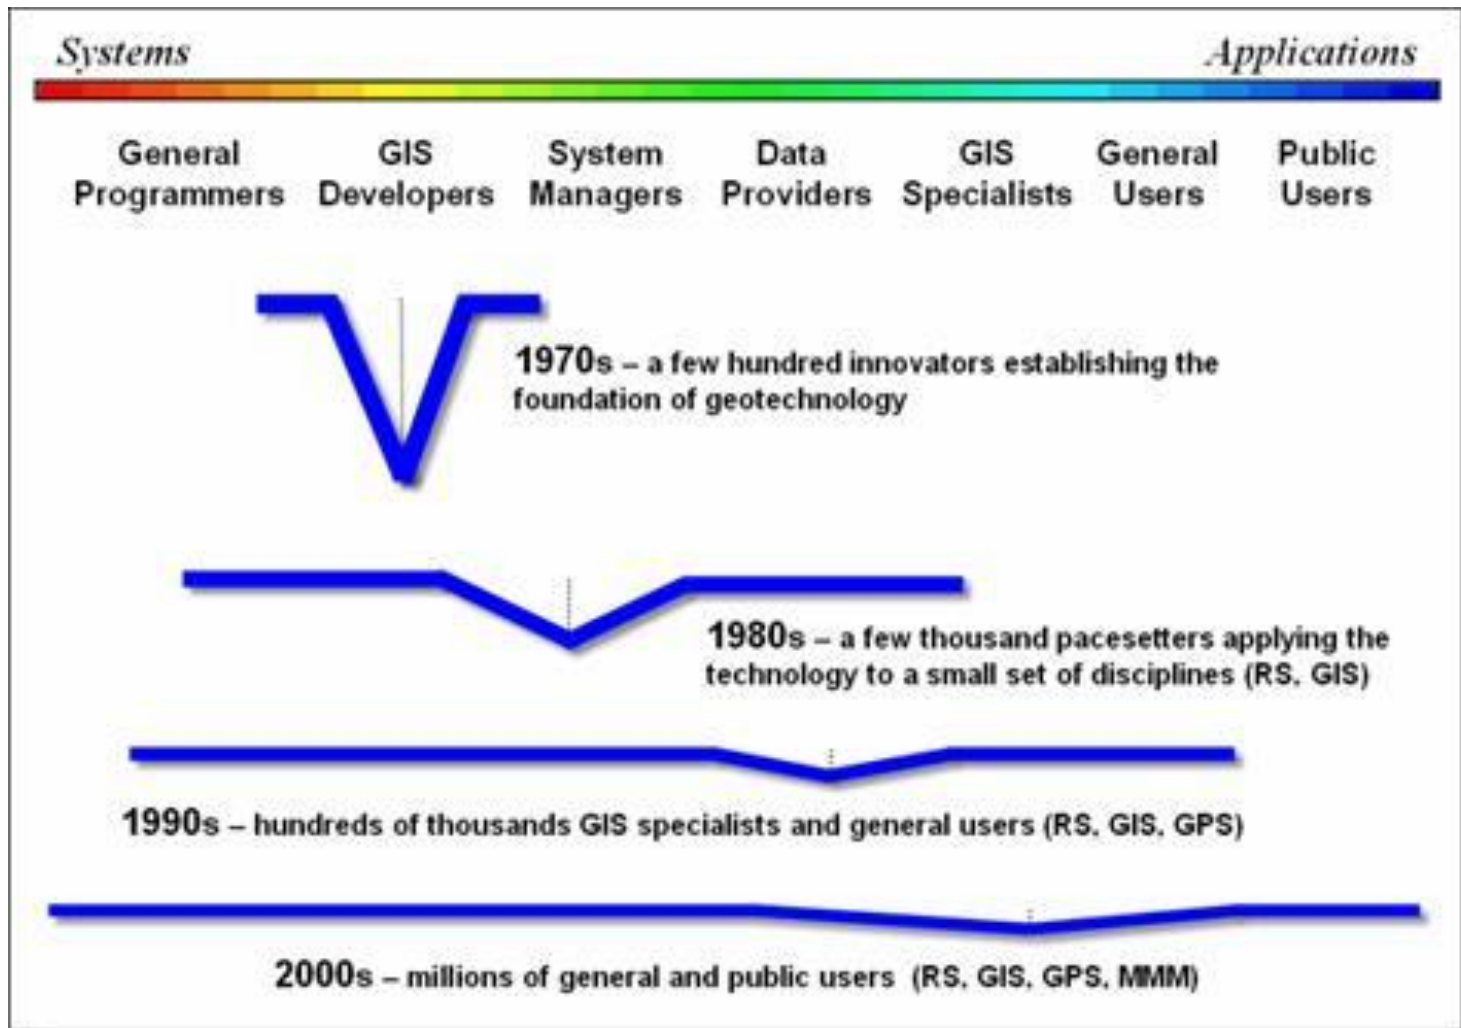 Systems Applications
General Programmers
GIS Developers
System Managers
Data Providers
GIS Specialists
General Users
Public Users
1970s – a few hundred innovators establishing the
foundation of geotechnology
1980s – a few thousand pacesetters applying the
technology to a small set of disciplines (RS, GIS)
1990s – hundreds of thousands GIS specialists and general users (RS, GIS, GPS)
2000s – millions of general and public users (RS, GIS, GPS, MMM)